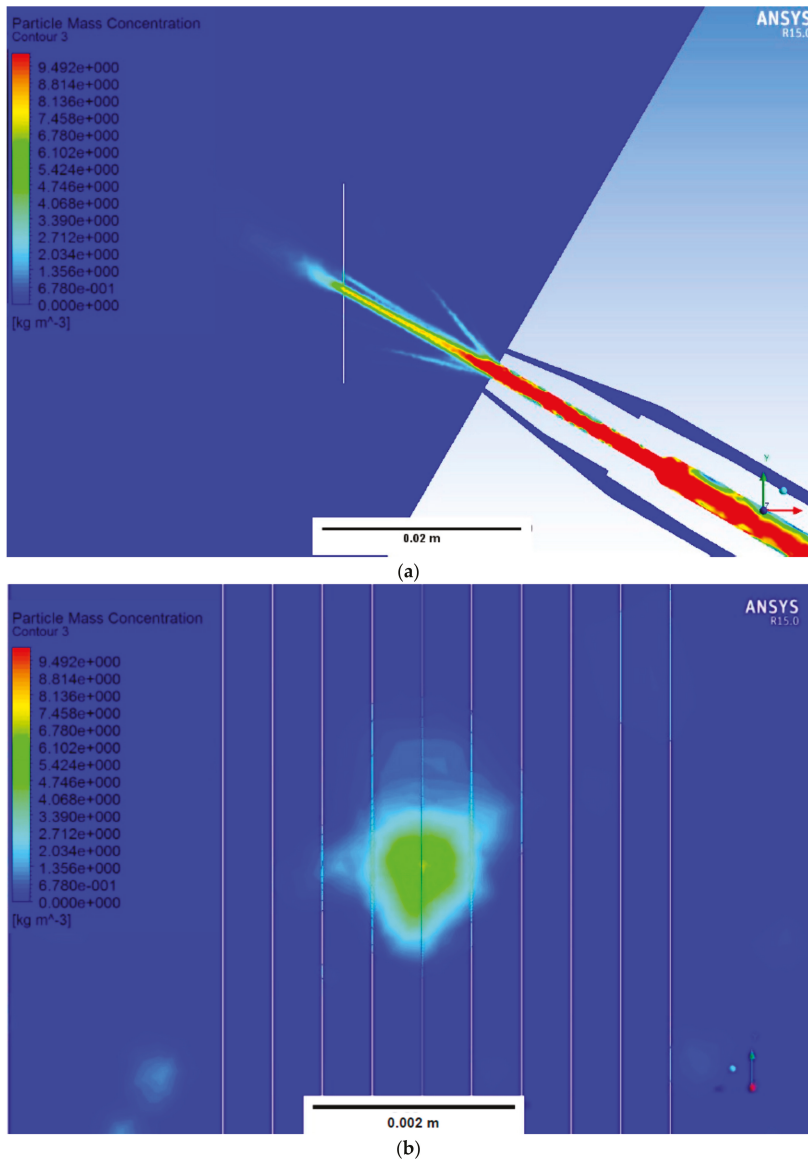 Particle Mass Concentration
Contour 3
9.492e+000
8.814e+000
8.136e+000
7.458e+000
6.780e+000
6.102e+000
5.424e+000
4.746e+000
4.068e+000
3.390e+000
2.712e+000
2.034e+000
1.356e+000
6.780e-001
0.000e+000
[kg m^-3]
ANSYS
R15.0
Y
Z
0.02 m
(a)
Particle Mass Concentration
Contour 3
9.492e+000
8.814e+000
8.136e+000
7.458e+000
6.780e+000
6.102e+000
5.424e+000
4.746e+000
4.068e+000
3.390e+000
2.712e+000
2.034e+000
1.356e+000
6.780e-001
0.000e+000
[kg m^-3]
ANSYS
R15.0
0.002 m
(b)